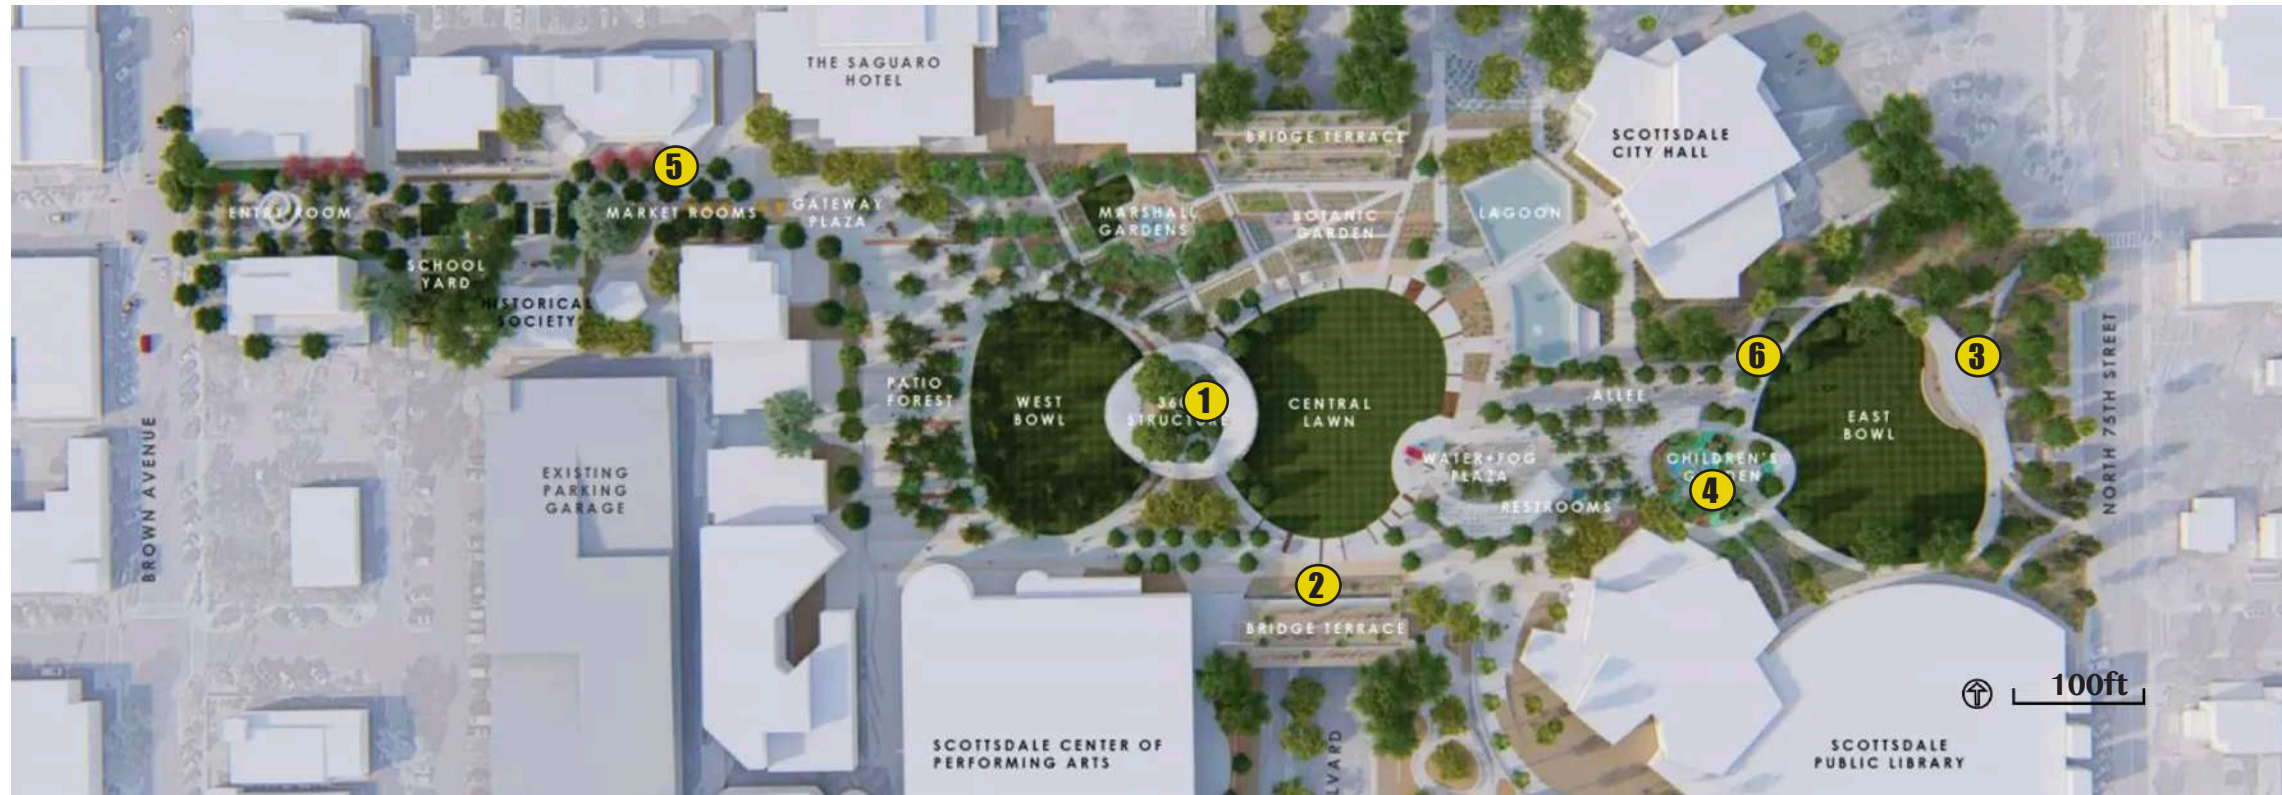 THE SAGUARO
HOTEL
BRIDGE TERRACE
SCOTTSDALE
CITY HALL
5
ENTRY ROOM
MARKET ROOMS
GATEWAY
PLAZA
MARSHALL
GARDENS
BOTANIC
GARDEN
LAGOON
SCHOOL
YARD
HISTORICAL
SOCIETY
6
3
PATIO
FOREST
WEST
BOWL
1
STRUCTURE
CENTRAL
LAWN
ALLEE
EAST
BOWL
NORTH 75TH STREET
BROWN AVENUE
EXISTING
PARKING
GARAGE
WATER+FOG
PLAZA
RESTROOMS
CHILDREN'S
4
2
BRIDGE TERRACE
100ft
SCOTTSDALE CENTER OF
PERFORMING ARTS
LVARD
SCOTTSDALE
PUBLIC LIBRARY